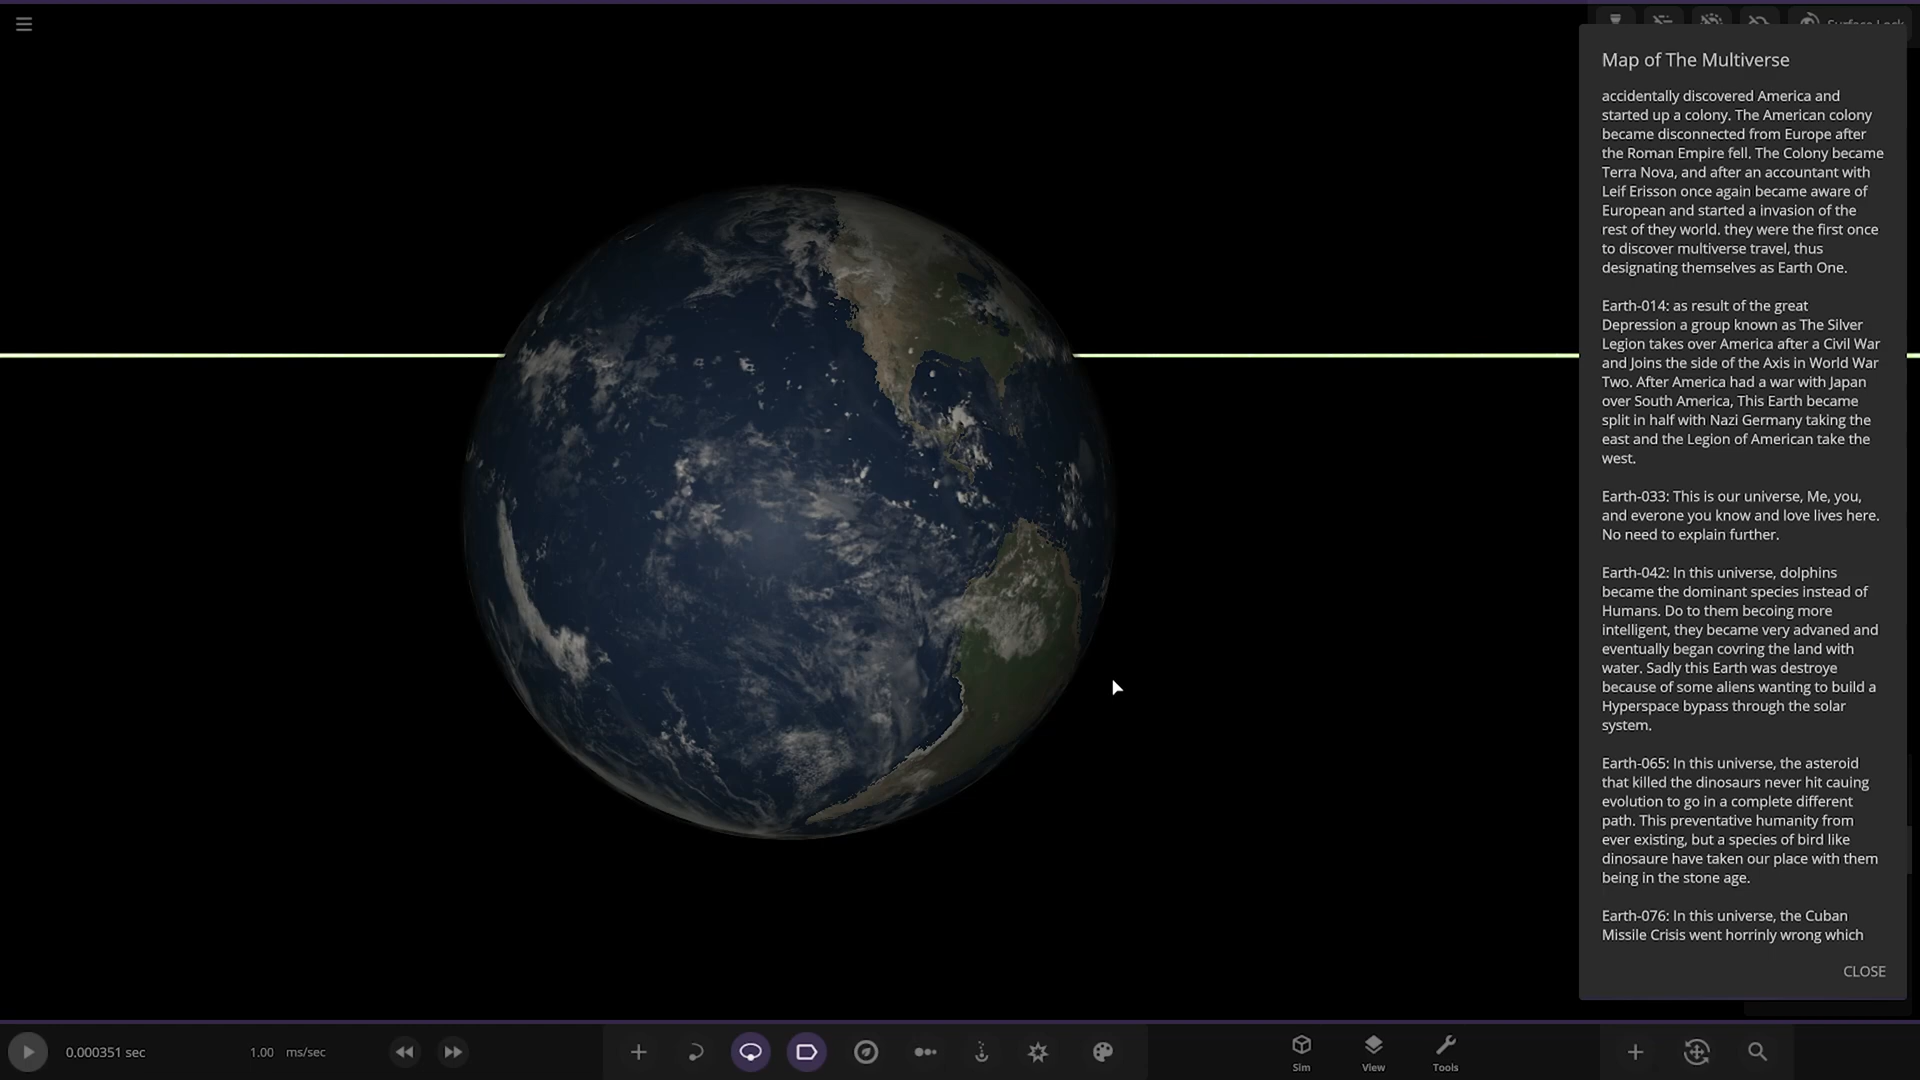 Surface Lock
Map of The Multiverse
accidentally discovered America and
started up a colony. The American colony
became disconnected from Europe after
the Roman Empire fell. The Colony became
Terra Nova, and after an accountant with
Leif Erisson once again became aware of
European and started a invasion of the
rest of they world. they were the first once
to discover multiverse travel, thus
designating themselves as Earth One.
Earth-014: as result of the great
Depression a group known as The Silver
Legion takes over America after a Civil War
and Joins the side of the Axis in World War
Two. After America had a war with Japan
over South America, This Earth became
split in half with Nazi Germany taking the
east and the Legion of American take the
west.
Earth-033: This is our universe, Me, you,
and everone you know and love lives here.
No need to explain further.
Earth-042: In this universe, dolphins
became the dominant species instead of
Humans. Do to them becoing more
intelligent, they became very advaned and
eventually began covring the land with
water. Sadly this Earth was destroye
because of some aliens wanting to build a
Hyperspace bypass through the solar
system.
Earth-065: In this universe, the asteroid
that killed the dinosaurs never hit cauing
evolution to go in a complete different
path. This preventative humanity from
ever existing, but a species of bird like
dinosaure have taken our place with them
being in the stone age.
Earth-076: In this universe, the Cuban
Missile Crisis went horrinly wrong which
CLOSE
0.000351 sec
1.00 ms/sec
Sim
View
Tools